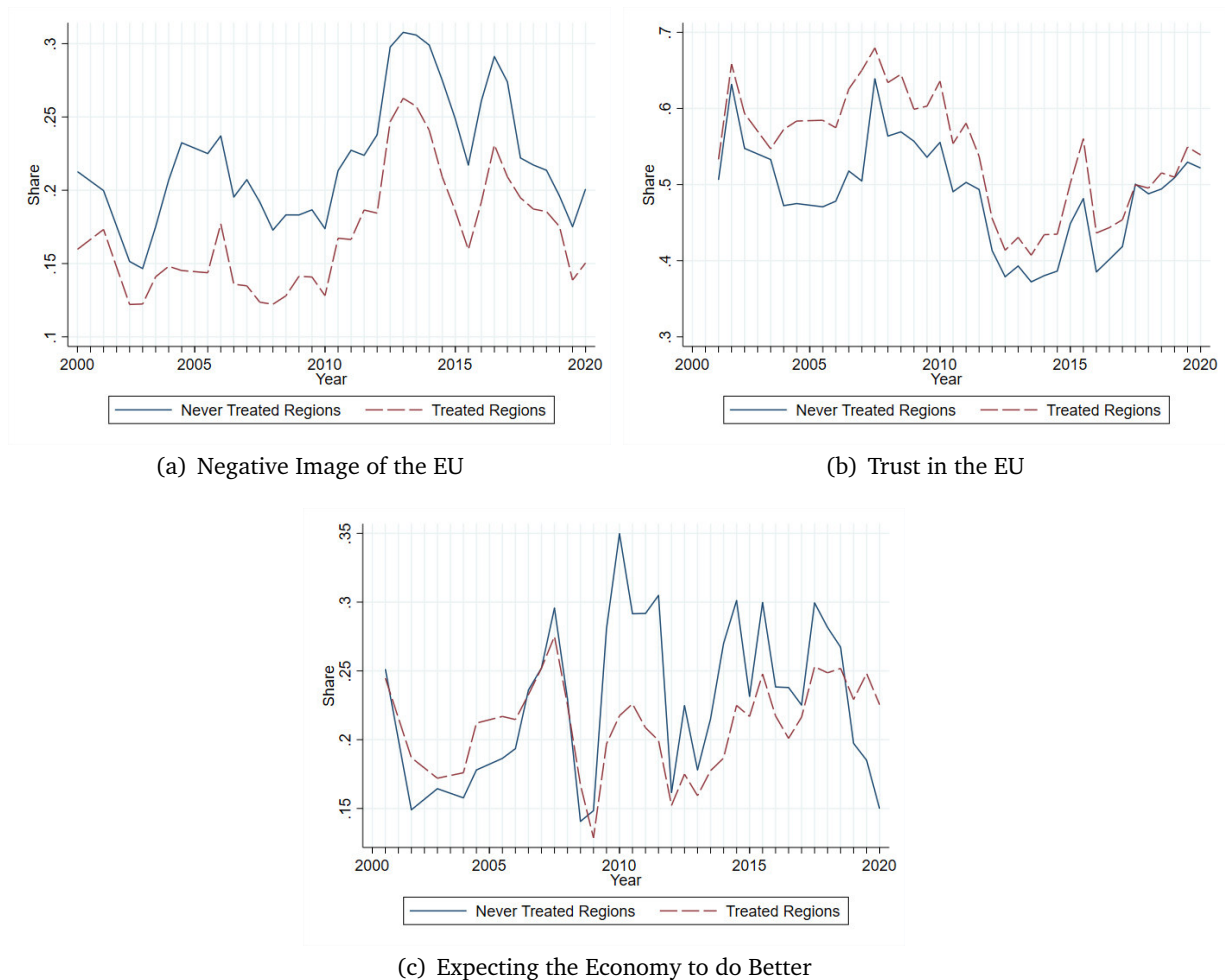 .3
.25
.2
.15
.1
Share
2000 2005 2010 2015 2020
Year
Never Treated Regions Treated Regions
(a) Negative Image of the EU
.7
.6
.5
.4
.3
Share
2000 2005 2010 2015 2020
Year
Never Treated Regions Treated Regions
(b) Trust in the EU
.35
.3
.25
.2
.15
Share
2000 2005 2010 2015 2020
Year
Never Treated Regions Treated Regions
(c) Expecting the Economy to do Better